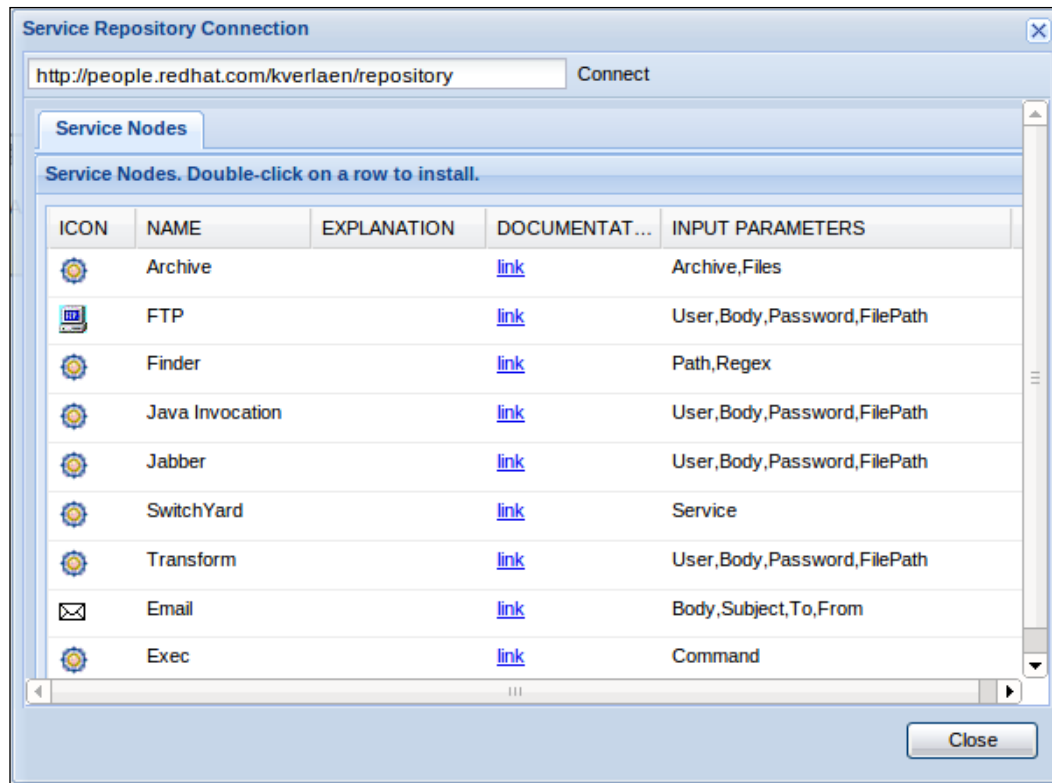 Service Repository Connection
http://people.redhat.com/kverlaen/repository Connect
Service Nodes
Service Nodes. Double-click on a row to install.
ICON NAME EXPLANATION DOCUMENTAT... INPUT PARAMETERS
Archive link Archive,Files
FTP link User,Body,Password,FilePath
Finder link Path,Regex
Java Invocation link User,Body,Password,FilePath
Jabber link User,Body,Password,FilePath
SwitchYard link Service
Transform link User,Body,Password,FilePath
Email link Body,Subject,To,From
Exec link Command
Close